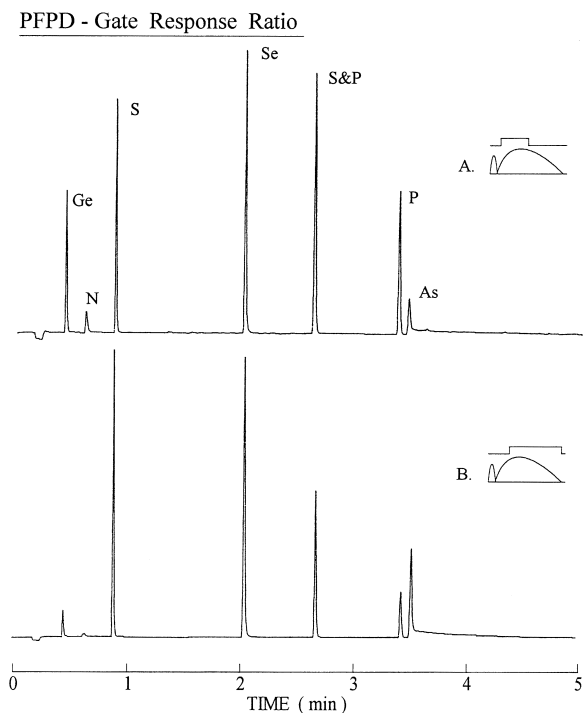 PFPD - Gate Response Ratio
Se
S&P
S
A.
Ge
P
N
As
B.
0 1 2 3 4 5
TIME ( min )